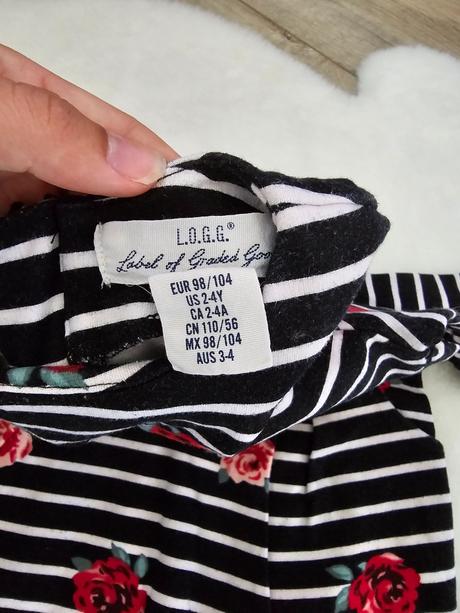 L.O.G.G.®
Label of Graded Goo
EUR 98/104
US 2-4Y
CA 2-4A
CN 110/56
MX 98/104
AUS 3-4